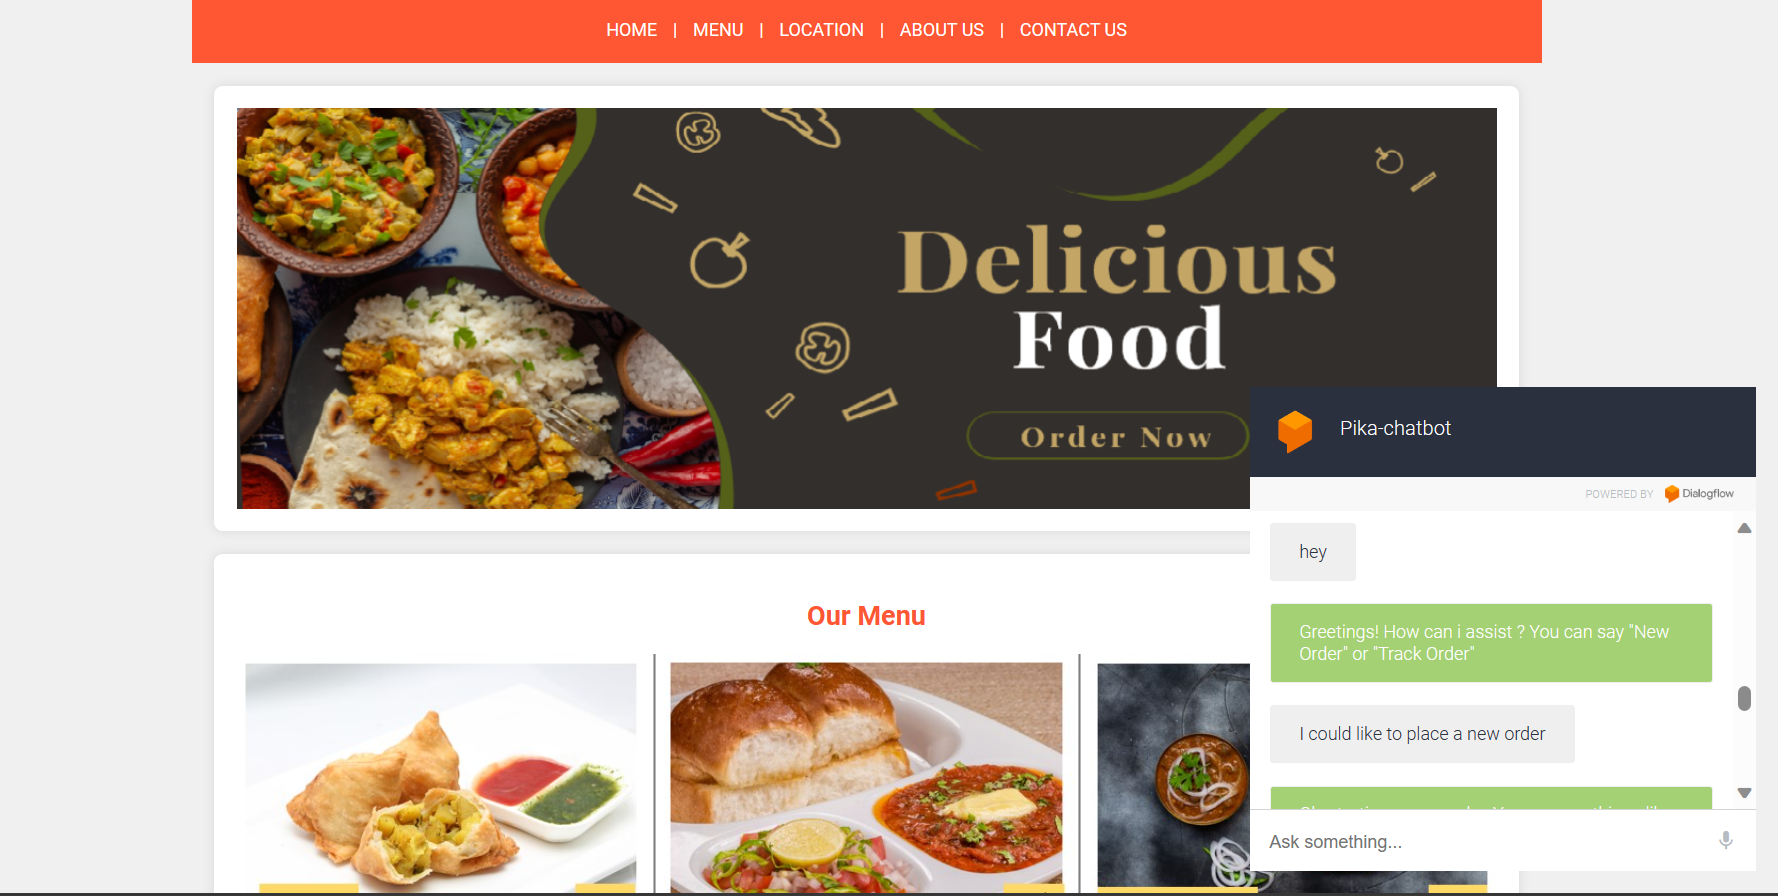 HOME | MENU | LOCATION | ABOUT US | CONTACT US
Delicious
Food
Order Now
Our Menu
Pika-chatbot
POWERED BY Dialogflow
hey
Greetings! How can i assist ? You can say "New
Order" or "Track Order"
I could like to place a new order
Ask something...